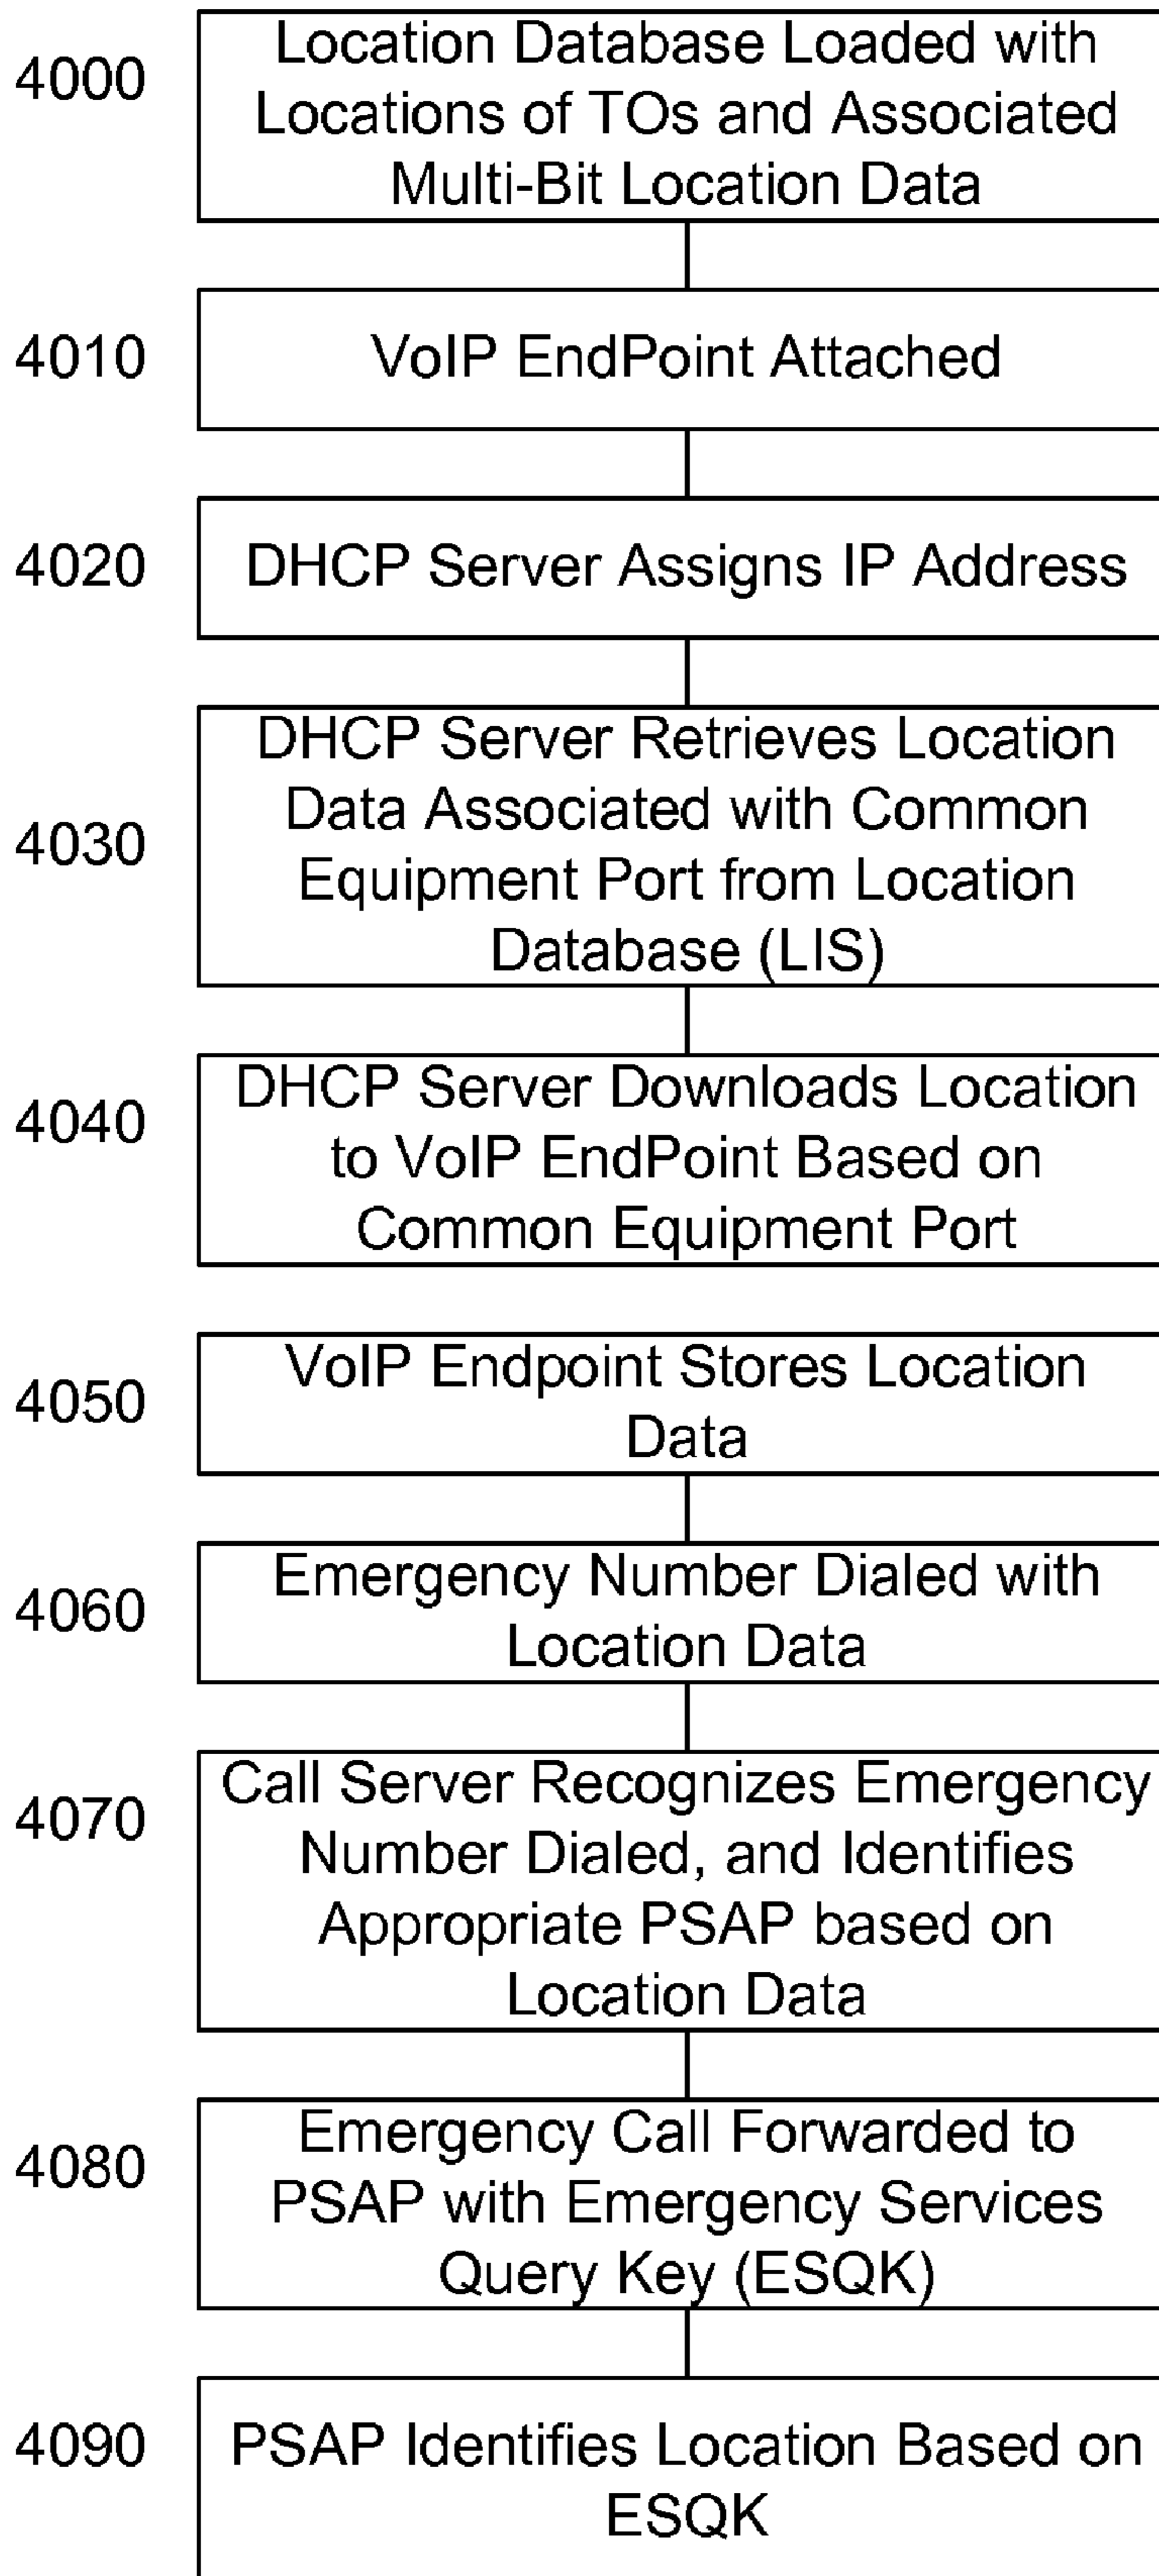 4000
Location Database Loaded with
Locations of TOs and Associated
Multi-Bit Location Data
4010
VoIP EndPoint Attached
4020
DHCP Server Assigns IP Address
4030
DHCP Server Retrieves Location
Data Associated with Common
Equipment Port from Location
Database (LIS)
4040
DHCP Server Downloads Location
to VoIP EndPoint Based on
Common Equipment Port
4050
VoIP Endpoint Stores Location
Data
4060
Emergency Number Dialed with
Location Data
4070
Call Server Recognizes Emergency
Number Dialed, and Identifies
Appropriate PSAP based on
Location Data
4080
Emergency Call Forwarded to
PSAP with Emergency Services
Query Key (ESQK)
4090
PSAP Identifies Location Based on
ESQK